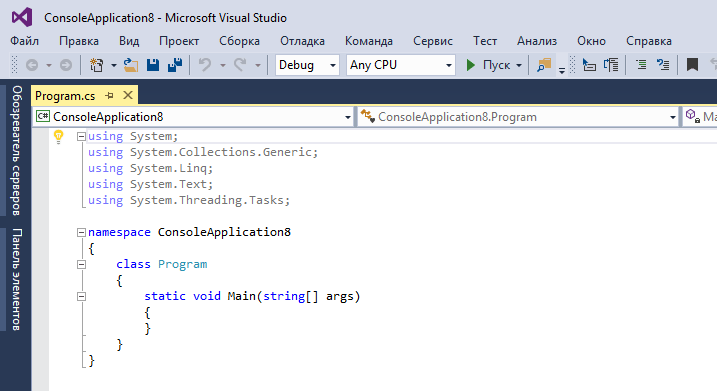 ConsoleApplication8 - Microsoft Visual Studio
Файл Правка Вид Проект Сборка Отладка Команда Сервис Тест Анализ Окно Справка
Debug Any CPU Пуск
Обозреватель серверов
Панель элементов
Program.cs
C# ConsoleApplication8 ConsoleApplication8.Program Ma
using System;
using System.Collections.Generic;
using System.Linq;
using System.Text;
using System.Threading.Tasks;
namespace ConsoleApplication8
{
class Program
{
static void Main(string[] args)
{
}
}
}